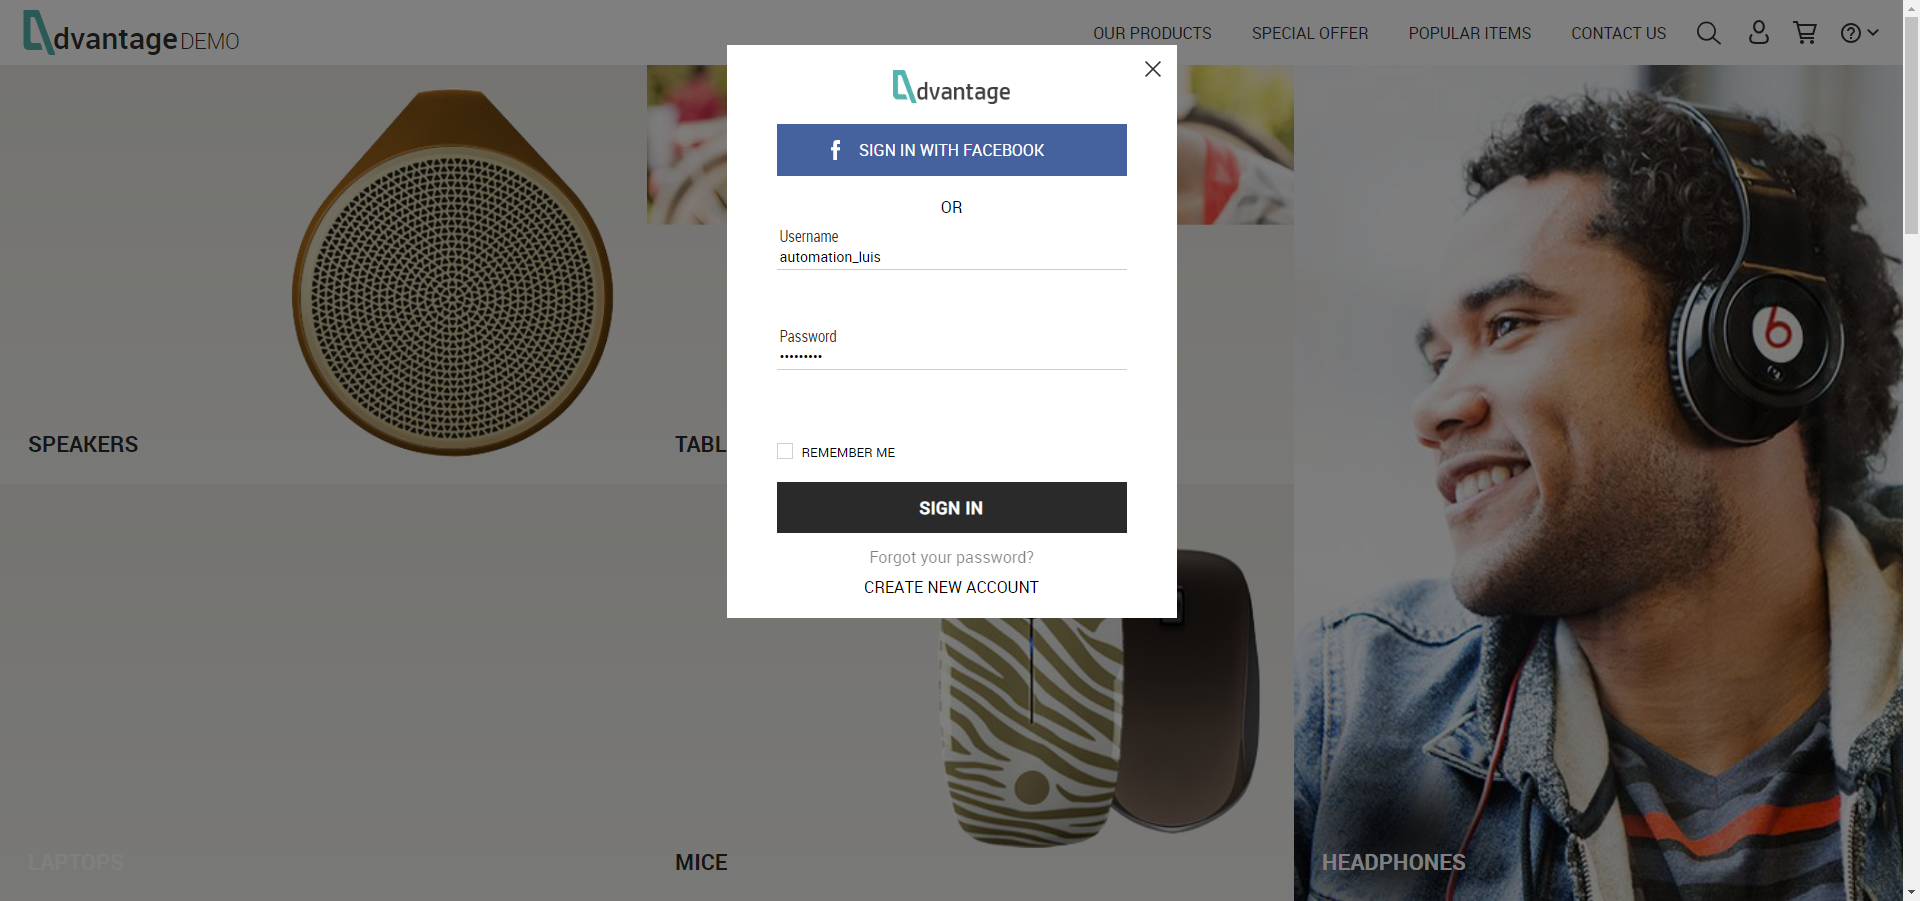 dvantage DEMO
OUR PRODUCTS
SPECIAL OFFER
POPULAR ITEMS
CONTACT US
dvantage
SIGN IN WITH FACEBOOK
OR
Username
automation_luis
Password
•••••••••
REMEMBER ME
SIGN IN
Forgot your password?
CREATE NEW ACCOUNT
SPEAKERS
TABL
LAPTOPS
MICE
HEADPHONES